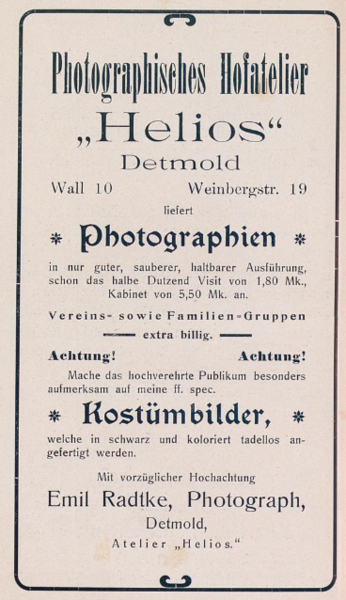 Photographisches Hofatelier
„Helios“
Detmold
Wall 10 Weinbergstr. 19
liefert
* Photographien *
in nur guter, sauberer, haltbarer Ausführung,
schon das halbe Dutzend Visit von 1,80 Mk.,
Kabinet von 5,50 Mk. an.
Vereins- sowie Familien-Gruppen
extra billig.
Achtung! Achtung!
Mache das hochverehrte Publikum besonders
aufmerksam auf meine ff. spec.
* Kostümbilder, *
welche in schwarz und koloriert tadellos an-
gefertigt werden.
Mit vorzüglicher Hochachtung
Emil Radtke, Photograph,
Detmold,
Atelier „Helios.“